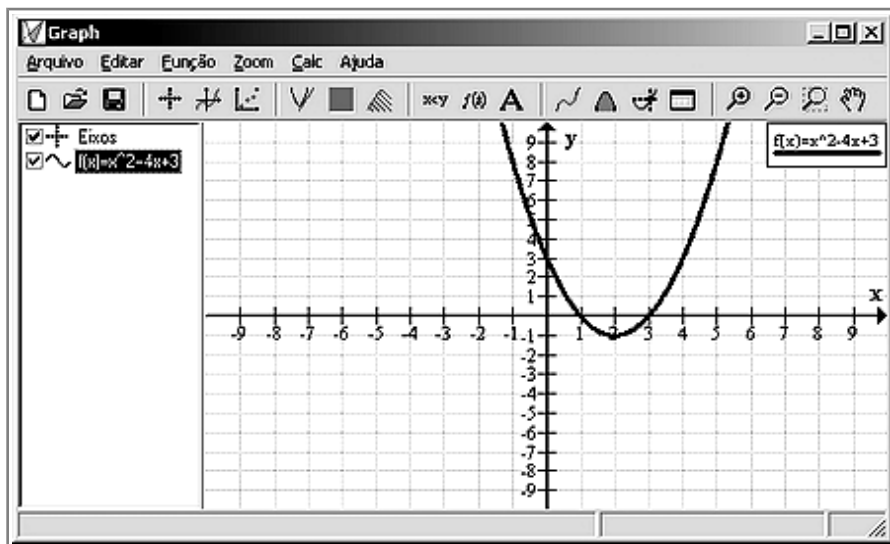 Graph
Arquivo Editar Função Zoom Calc Ajuda
x<y f(x) A
Eixos
f(x)=x^2-4x+3
f(x)=x^2-4x+3
y
x
9
8
7
6
5
4
3
2
1
-9 -8 -7 -6 -5 -4 -3 -2 -1 1 2 3 4 5 6 7 8 9
-1
-2
-3
-4
-5
-6
-7
-8
-9